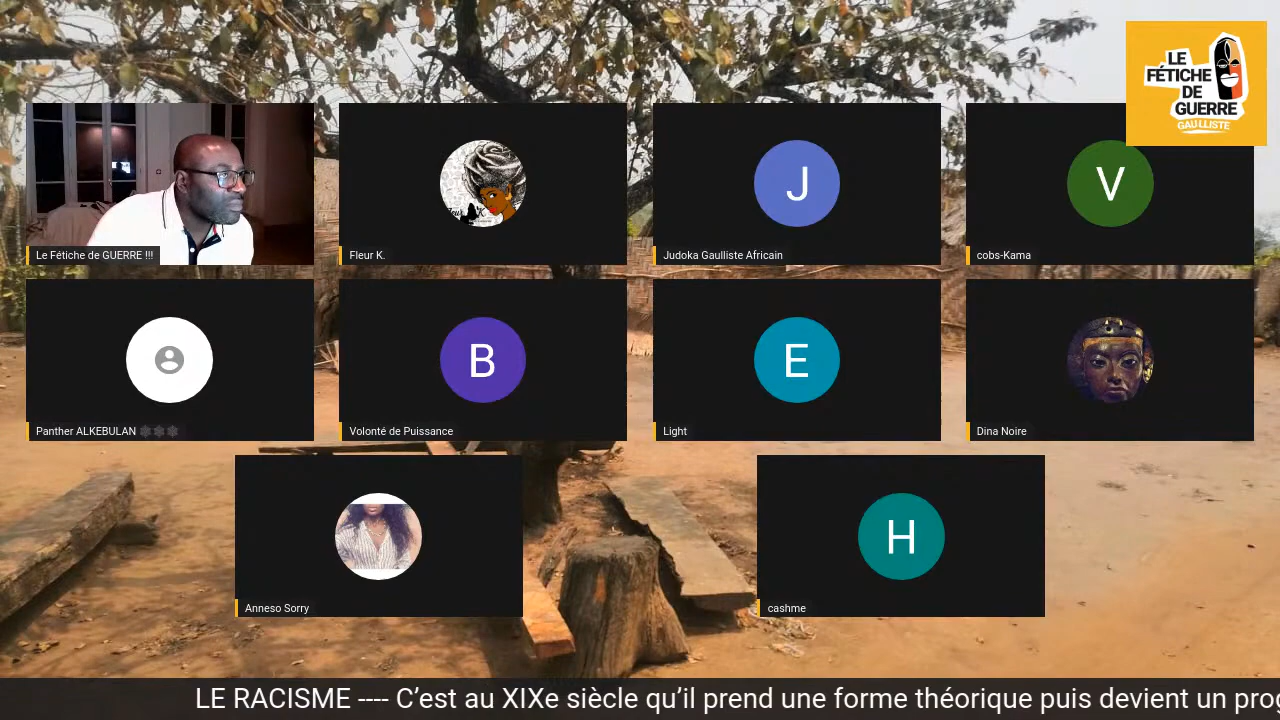 LE
FÉTICHE
DE
GUERRE
GAULLISTE
Le Fétiche de GUERRE !!!
Fleur K.
J
Judoka Gaulliste Africain
V
cobs-Kama
Panther ALKEBULAN
B
Volonté de Puissance
E
Light
Dina Noire
Anneso Sorry
H
cashme
LE RACISME ---- C’est au XIXe siècle qu’il prend une forme théorique puis devient un prog